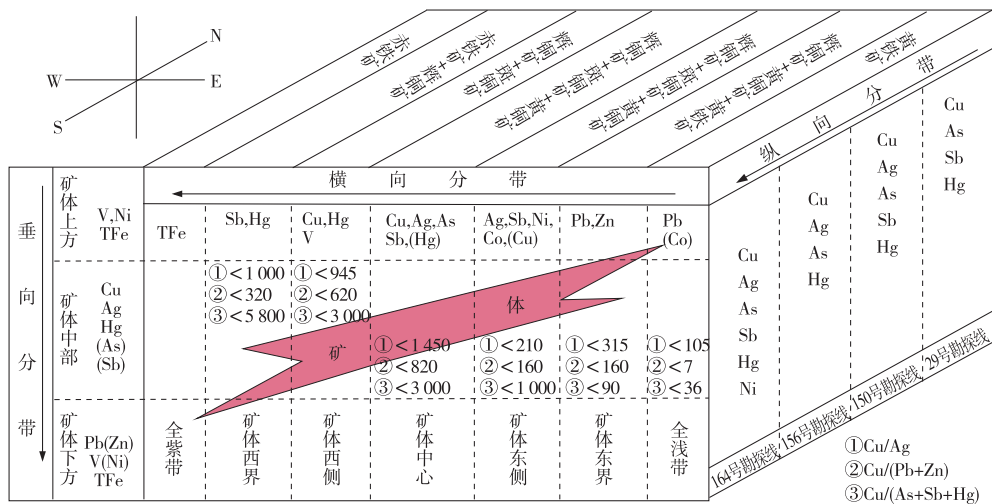 N
W
E
S
赤铁矿
赤铁矿+辉铜矿
辉铜矿+斑铜矿+黄铜矿
辉铜矿+斑铜矿
辉铜矿+斑铜矿+黄铜矿
辉铜矿+黄铜矿+黄铁矿
黄铁矿
纵向分带
横向分带
垂向分带
矿体上方
V,Ni
TFe
TFe
Sb,Hg
Cu,Hg
V
Cu,Ag,As
Sb,(Hg)
Ag,Sb,Ni,
Co,(Cu)
Pb,Zn
Pb
(Co)
矿体中部
Cu
Ag
Hg
(As)
(Sb)
①<1 000
②<320
③<5 800
①<945
②<620
③<3 000
矿体
①<1 450
②<820
③<3 000
①<210
②<160
③<1 000
①<315
②<160
③<90
①<105
②<7
③<36
矿体下方
Pb(Zn)
V(Ni)
TFe
全紫带
矿体西界
矿体西侧
矿体中心
矿体东侧
矿体东界
全浅带
Cu
Ag
As
Sb
Hg
Ni
Cu
Ag
As
Hg
Cu
Ag
As
Sb
Hg
Cu
As
Sb
Hg
164号勘探线
156号勘探线
150号勘探线
29号勘探线
①Cu/Ag
②Cu/(Pb+Zn)
③Cu/(As+Sb+Hg)